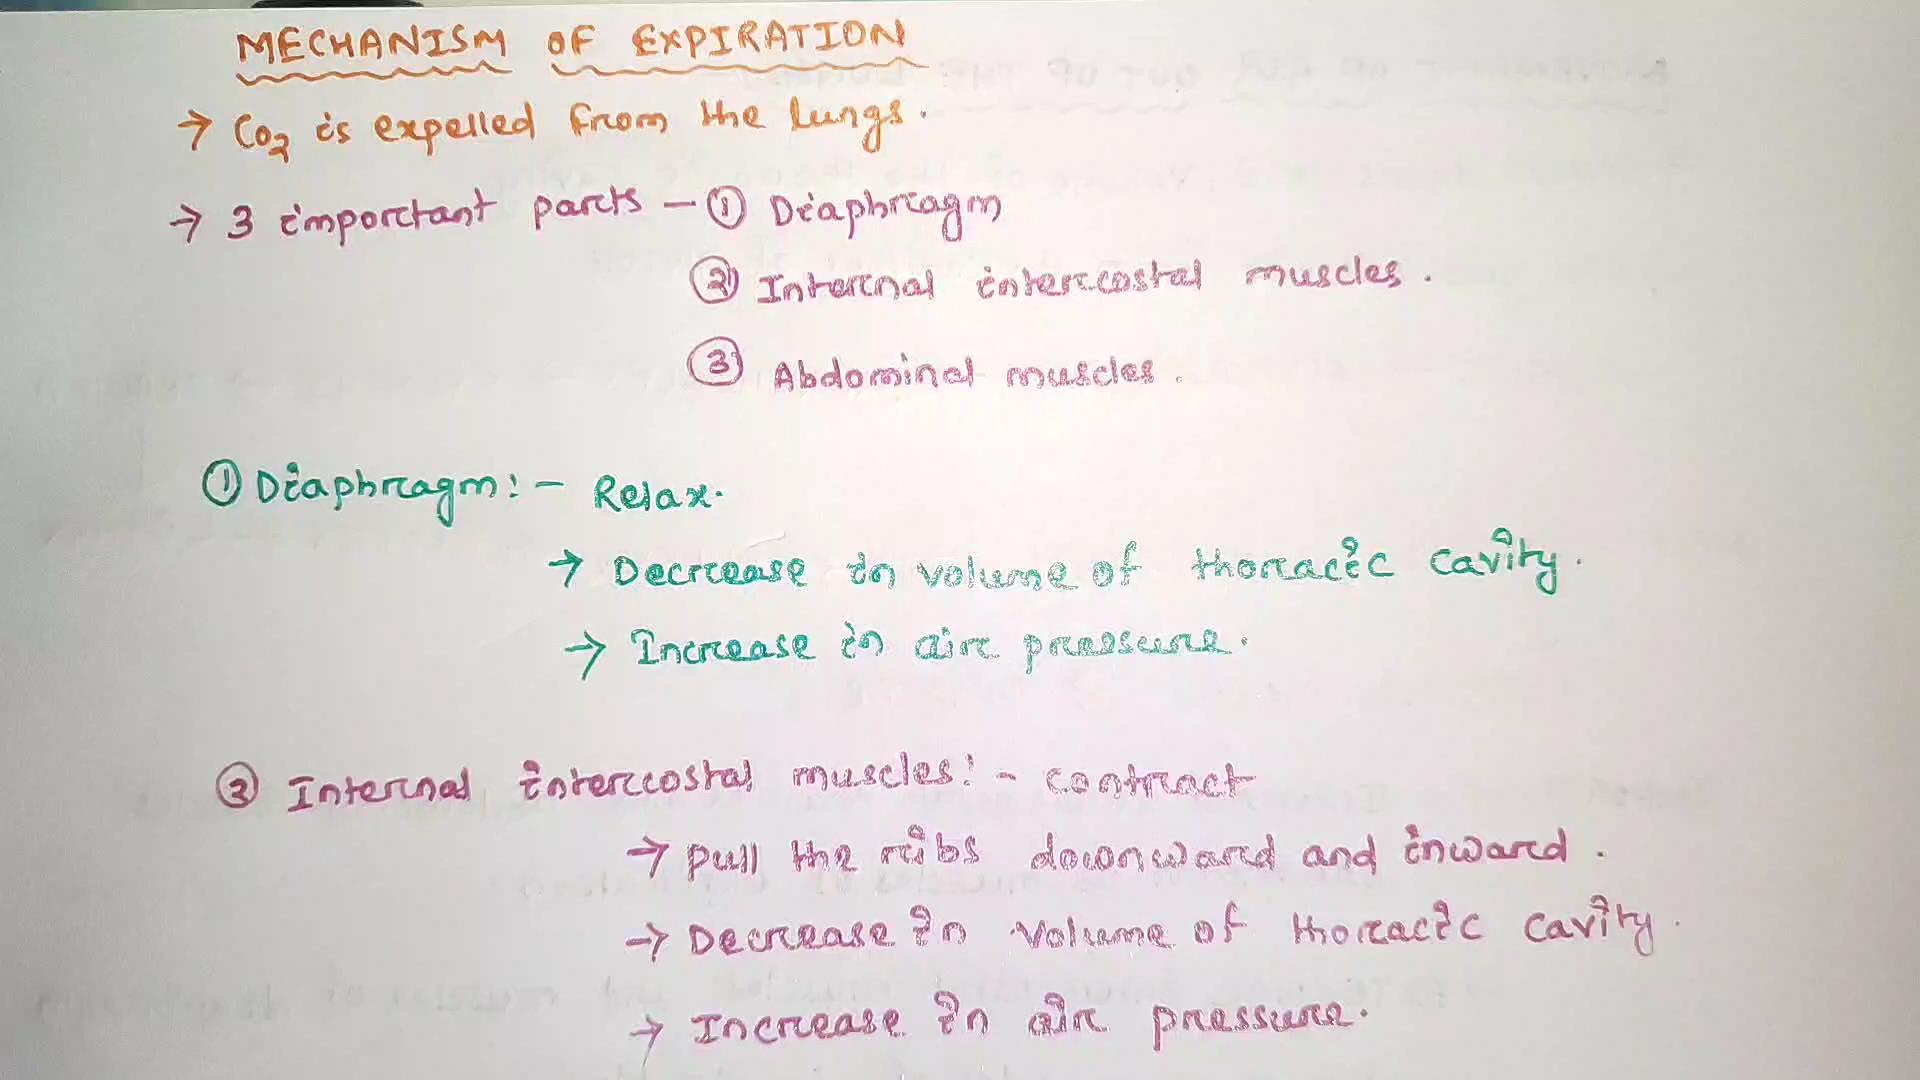 MECHANISM OF EXPIRATION
→ CO2 is expelled from the lungs.
→ 3 important parts - ① Diaphragm
② Internal intercostal muscles.
③ Abdominal muscles.
① Diaphragm:- Relax.
→ Decrease in volume of thoracic cavity.
→ Increase in air pressure.
② Internal intercostal muscles:- contract
→ pull the ribs downward and inward.
→ Decrease in volume of thoracic cavity.
→ Increase in air pressure.